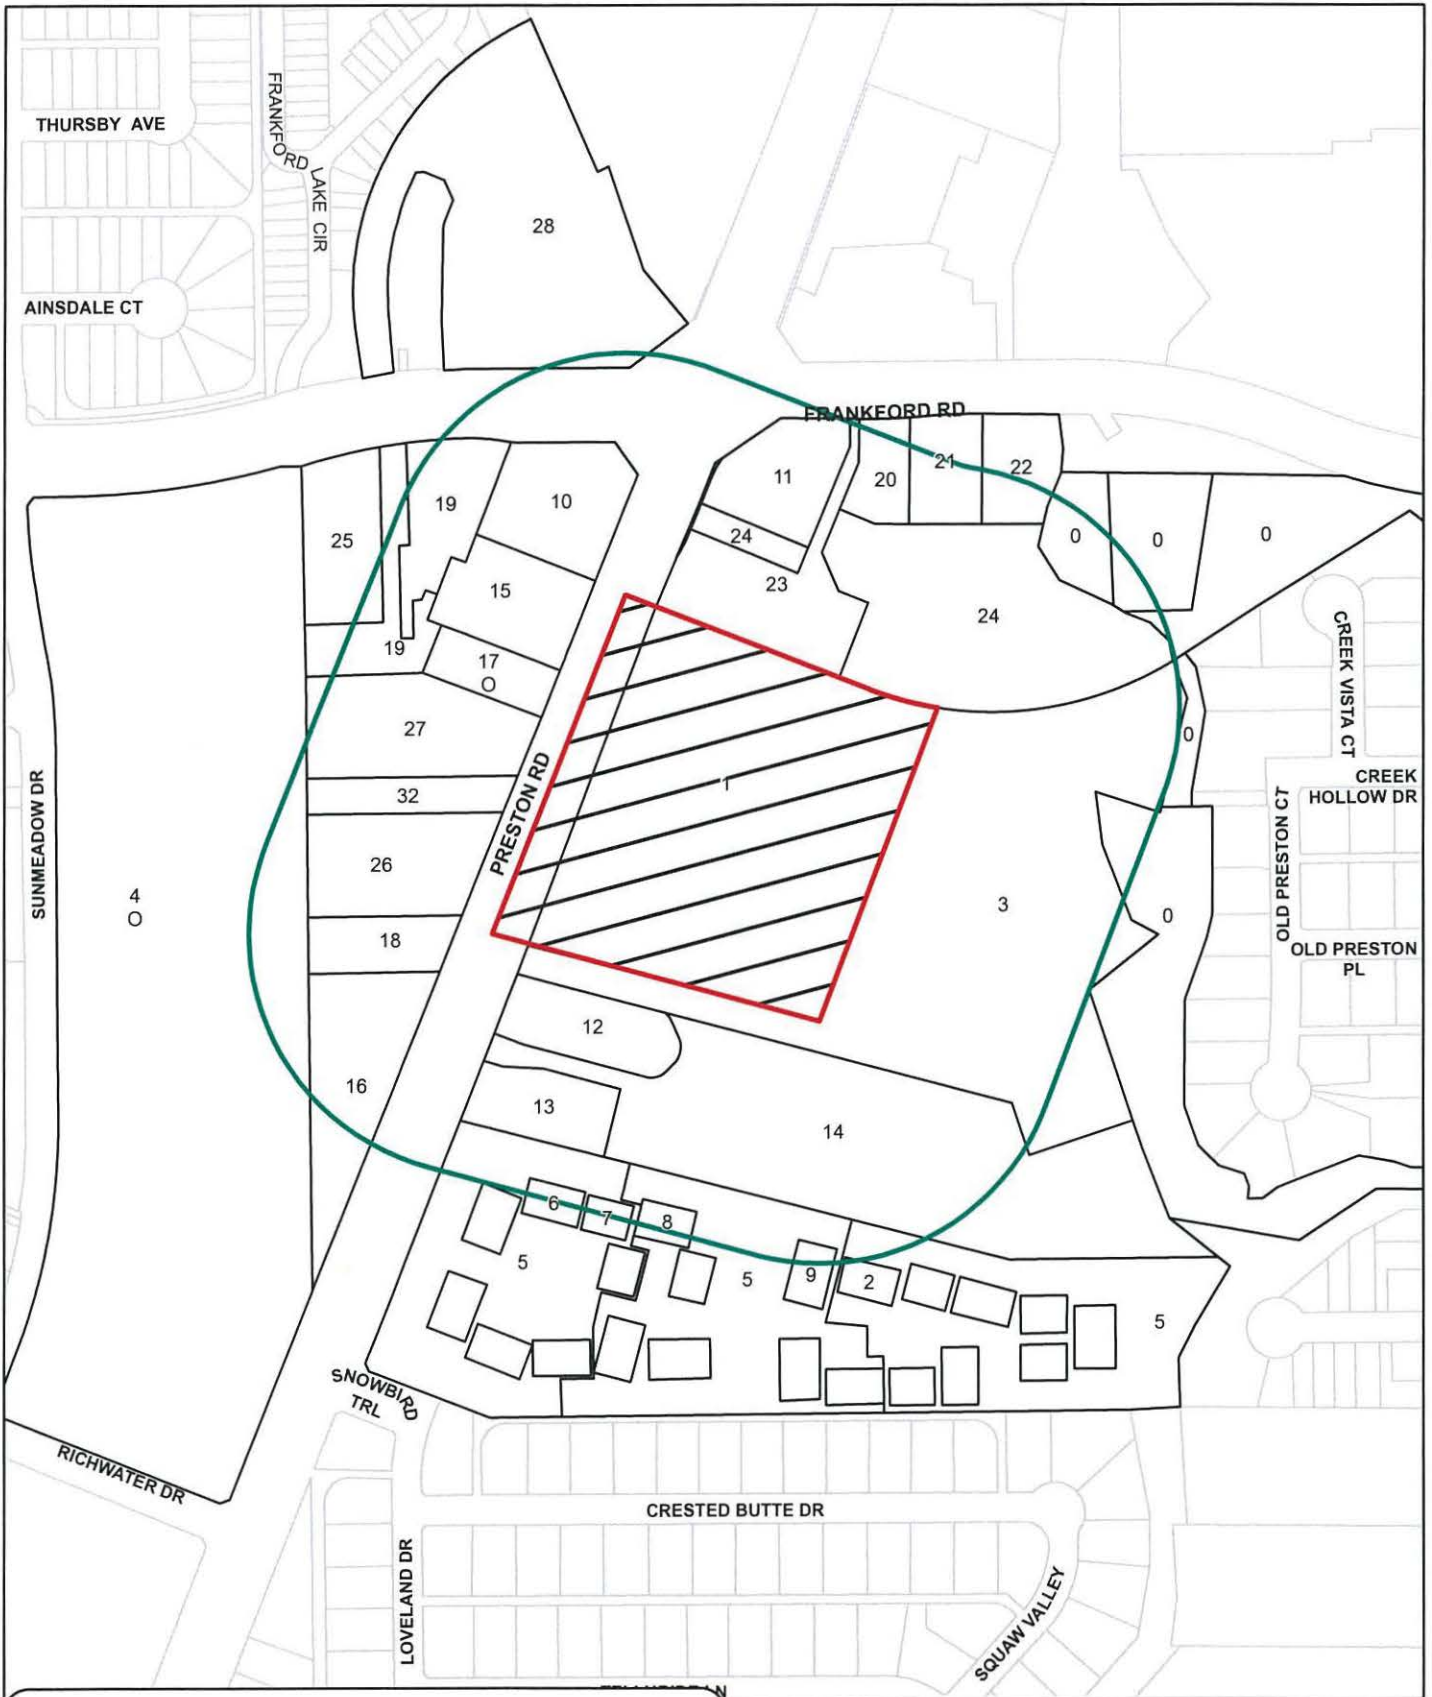 THURSBY AVE
FRANKFORD
LAKE CIR
28
AINSDALE CT
FRANKFORD RD
11
20
21
22
19
10
25
24
0
0
0
15
23
24
19
17
O
CREEK VISTA CT
27
0
1
CREEK
HOLLOW DR
32
PRESTON RD
SUNMEADOW DR
OLD PRESTON CT
26
4
O
3
0
18
OLD PRESTON
PL
12
16
13
14
6
7
8
5
5
9
2
5
SNOWBIRD
TRL
RICHWATER DR
CRESTED BUTTE DR
LOVELAND DR
SQUAW VALLEY